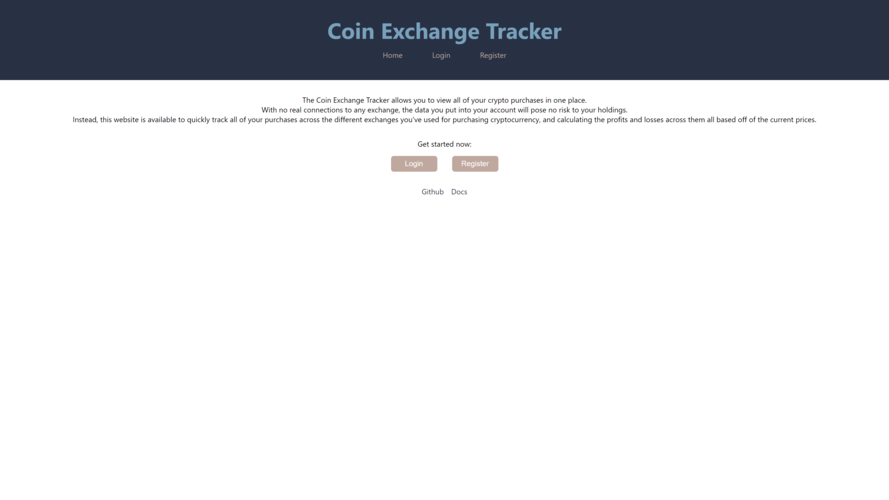 Coin Exchange Tracker
Home Login Register
The Coin Exchange Tracker allows you to view all of your crypto purchases in one place.
With no real connections to any exchange, the data you put into your account will pose no risk to your holdings.
Instead, this website is available to quickly track all of your purchases across the different exchanges you've used for purchasing cryptocurrency, and calculating the profits and losses across them all based off of the current prices.
Get started now:
Login Register
Github Docs